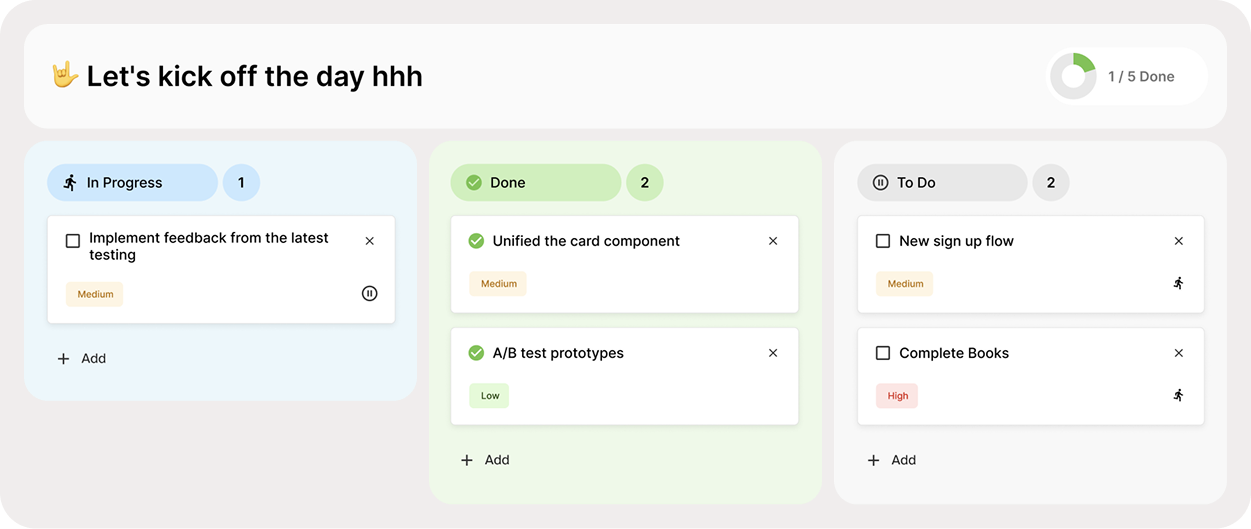 🤟 Let's kick off the day hhh
1 / 5 Done
In Progress
1
Implement feedback from the latest
testing
Medium
Add
Done
2
Unified the card component
Medium
A/B test prototypes
Low
Add
To Do
2
New sign up flow
Medium
Complete Books
High
Add